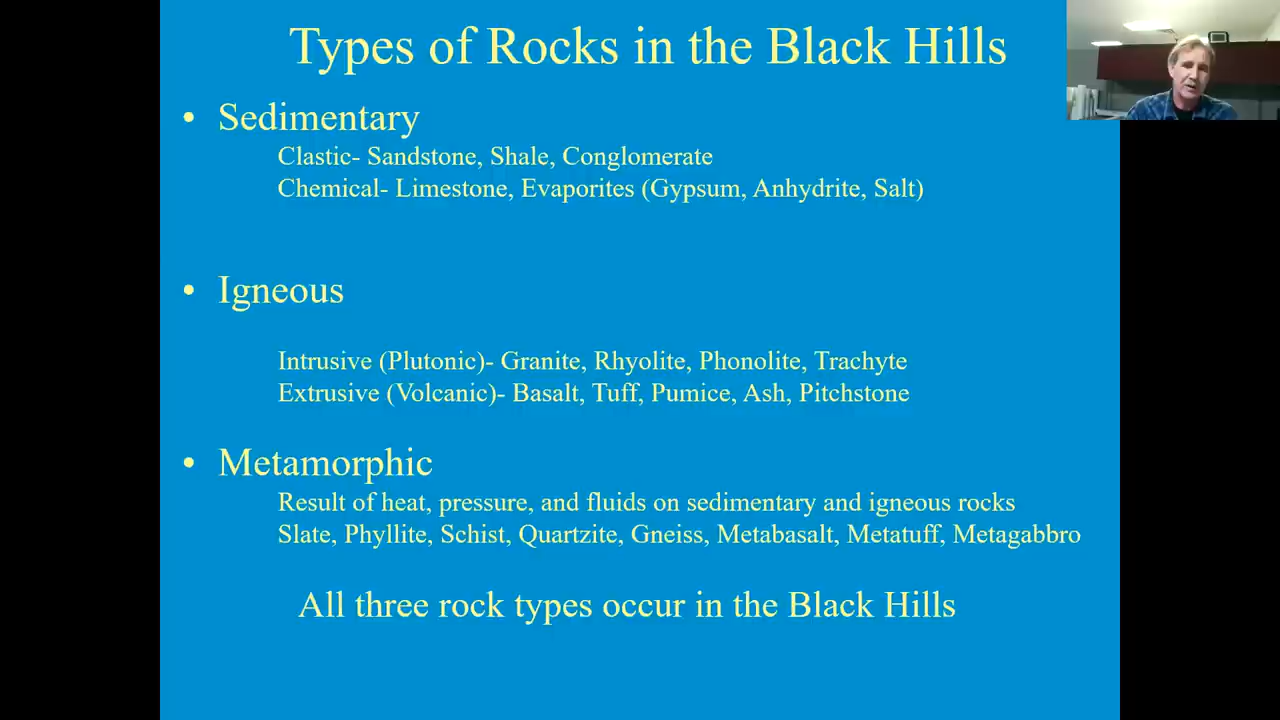 Types of Rocks in the Black Hills
• Sedimentary
Clastic- Sandstone, Shale, Conglomerate
Chemical- Limestone, Evaporites (Gypsum, Anhydrite, Salt)
• Igneous
Intrusive (Plutonic)- Granite, Rhyolite, Phonolite, Trachyte
Extrusive (Volcanic)- Basalt, Tuff, Pumice, Ash, Pitchstone
• Metamorphic
Result of heat, pressure, and fluids on sedimentary and igneous rocks
Slate, Phyllite, Schist, Quartzite, Gneiss, Metabasalt, Metatuff, Metagabbro
All three rock types occur in the Black Hills